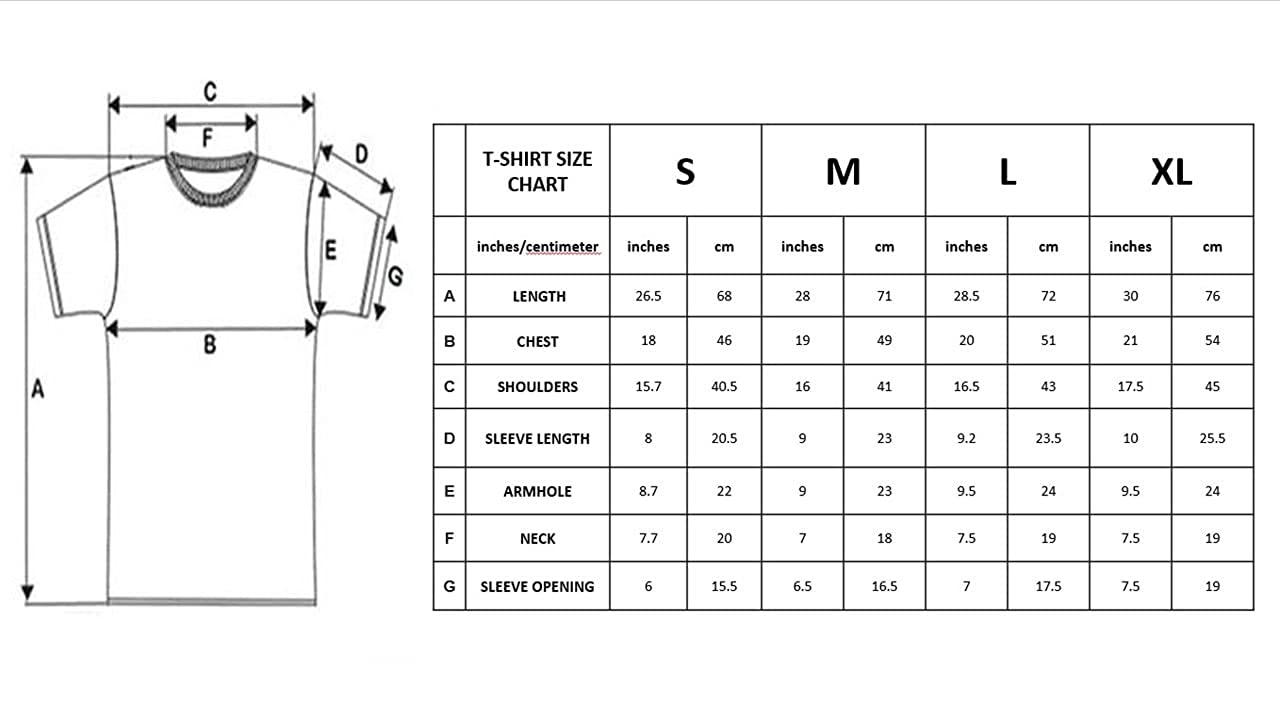 C
F
D
E
G
B
A
T-SHIRT SIZE CHART S M L XL
inches/centimeter inches cm inches cm inches cm inches cm
A LENGTH 26.5 68 28 71 28.5 72 30 76
B CHEST 18 46 19 49 20 51 21 54
C SHOULDERS 15.7 40.5 16 41 16.5 43 17.5 45
D SLEEVE LENGTH 8 20.5 9 23 9.2 23.5 10 25.5
E ARMHOLE 8.7 22 9 23 9.5 24 9.5 24
F NECK 7.7 20 7 18 7.5 19 7.5 19
G SLEEVE OPENING 6 15.5 6.5 16.5 7 17.5 7.5 19